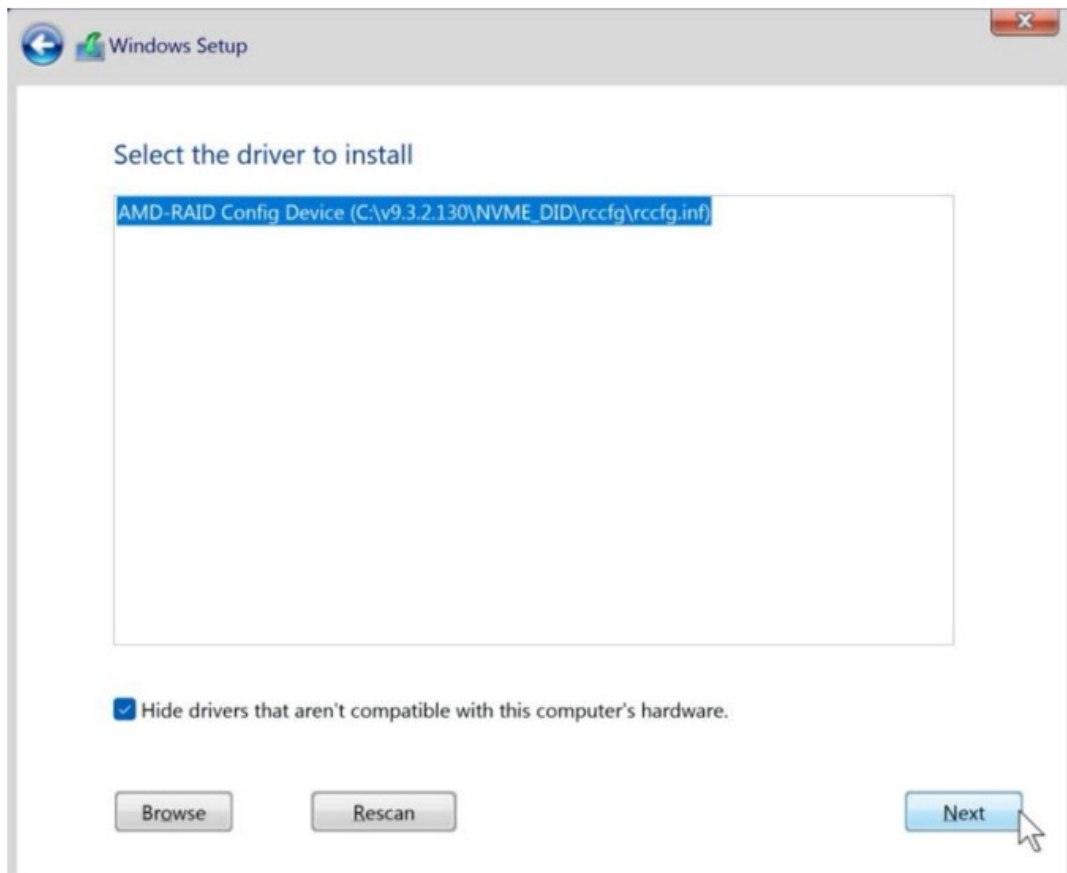 Windows Setup
Select the driver to install
AMD-RAID Config Device (C:\v9.3.2.130\NVME_DID\rccfg\rccfg.inf)
Hide drivers that aren't compatible with this computer's hardware.
Browse
Rescan
Next